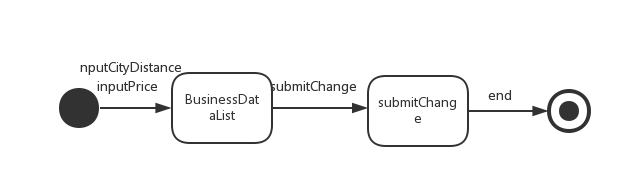 nputCityDistance
inputPrice
BusinessDat
aList
submitChange
submitChang
e
end